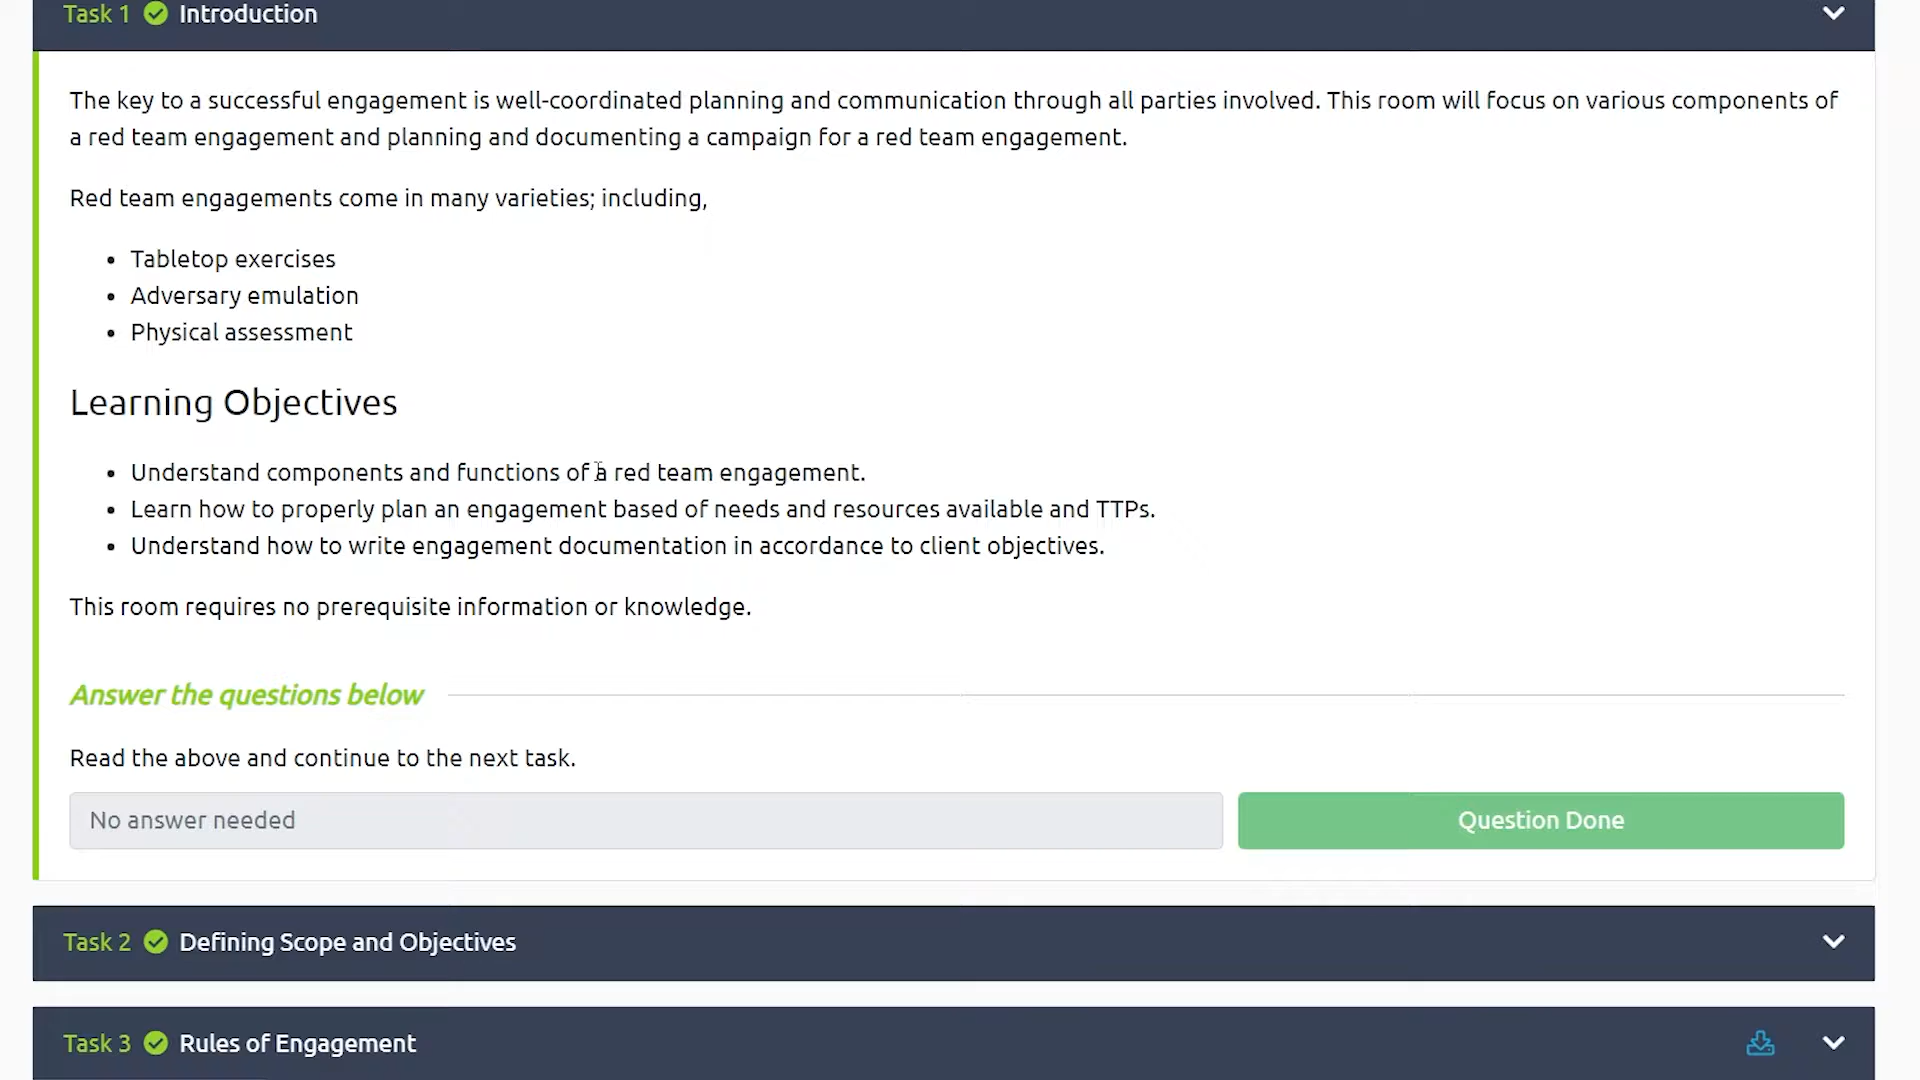 Task 1 Introduction
The key to a successful engagement is well-coordinated planning and communication through all parties involved. This room will focus on various components of
a red team engagement and planning and documenting a campaign for a red team engagement.
Red team engagements come in many varieties; including,
• Tabletop exercises
• Adversary emulation
• Physical assessment
Learning Objectives
• Understand components and functions of a red team engagement.
• Learn how to properly plan an engagement based of needs and resources available and TTPs.
• Understand how to write engagement documentation in accordance to client objectives.
This room requires no prerequisite information or knowledge.
Answer the questions below
Read the above and continue to the next task.
No answer needed
Question Done
Task 2 Defining Scope and Objectives
Task 3 Rules of Engagement